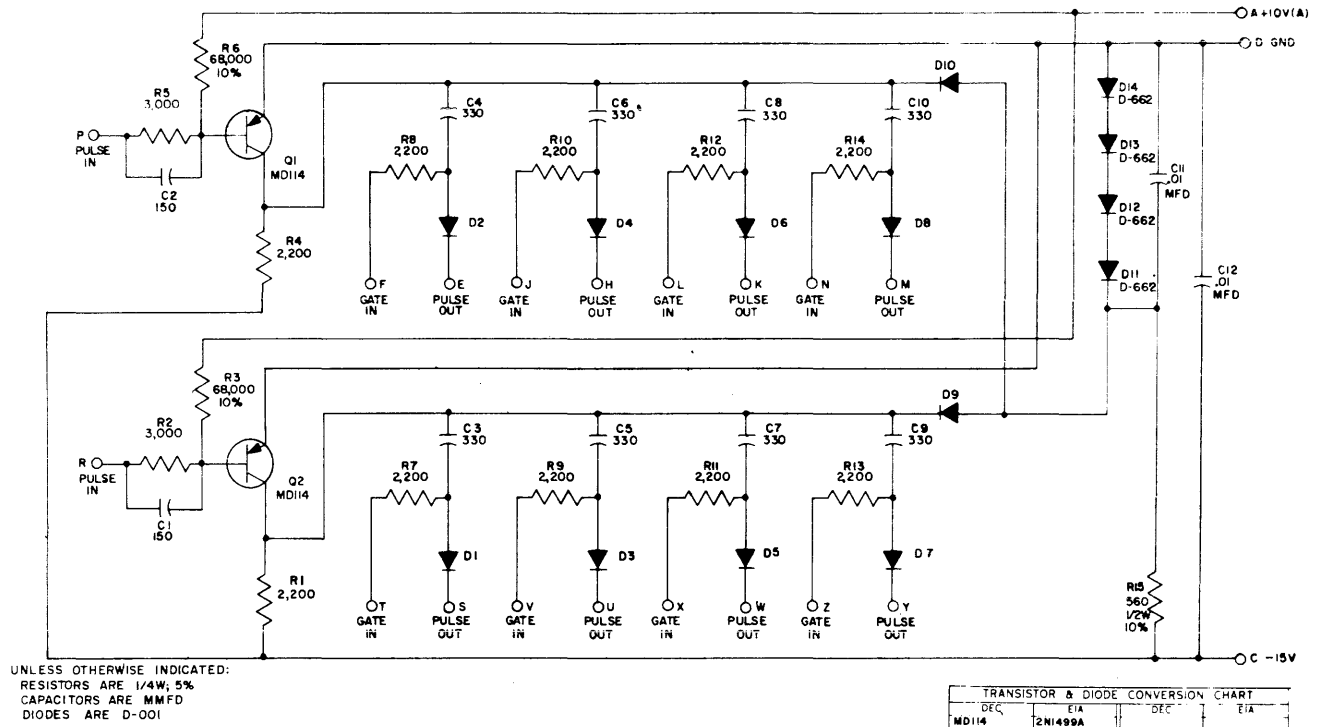 A +10V(A)
D GND
R6
68,000
10%
R5
3,000
P
PULSE
IN
C2
150
Q1
MD114
R4
2,200
C4
330
R8
2,200
D2
F
GATE
IN
E
PULSE
OUT
C6
330
R10
2,200
D4
J
GATE
IN
H
PULSE
OUT
C8
330
R12
2,200
D6
L
GATE
IN
K
PULSE
OUT
C10
330
R14
2,200
D8
N
GATE
IN
M
PULSE
OUT
D10
D14
D-662
D13
D-662
D12
D-662
D11
D-662
C11
.01
MFD
C12
.01
MFD
R3
68,000
10%
R2
3,000
R
PULSE
IN
C1
150
Q2
MD114
R1
2,200
C3
330
R7
2,200
D1
T
GATE
IN
S
PULSE
OUT
C5
330
R9
2,200
D3
V
GATE
IN
U
PULSE
OUT
C7
330
R11
2,200
D5
X
GATE
IN
W
PULSE
OUT
C9
330
R13
2,200
D7
Z
GATE
IN
Y
PULSE
OUT
D9
R15
560
1/2W
10%
C -15V
UNLESS OTHERWISE INDICATED:
RESISTORS ARE 1/4W; 5%
CAPACITORS ARE MMFD
DIODES ARE D-001
TRANSISTOR & DIODE CONVERSION CHART
DEC EIA DEC EIA
MD114 2N1499A